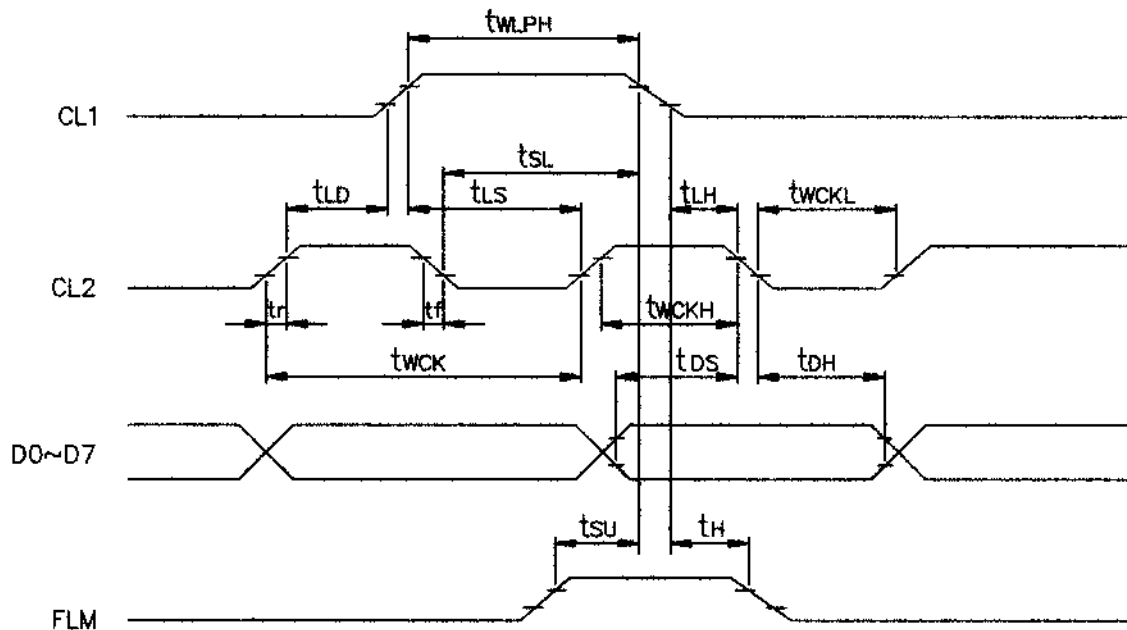 tWLPH
CL1
tSL
tLD
tLS
tLH
tWCKL
CL2
tr
tf
tWCKH
tWCK
tDS
tDH
D0~D7
tSU
tH
FLM